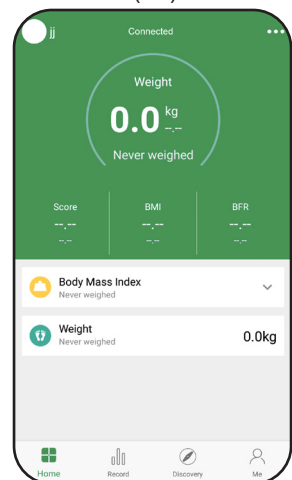 jj
Connected
Weight
0.0 kg
--.--
Never weighed
Score BMI BFR
--.-- --.-- --.--
--.-- --.-- --.--
Body Mass Index
Never weighed
Weight
Never weighed
0.0kg
Home Record Discovery Me